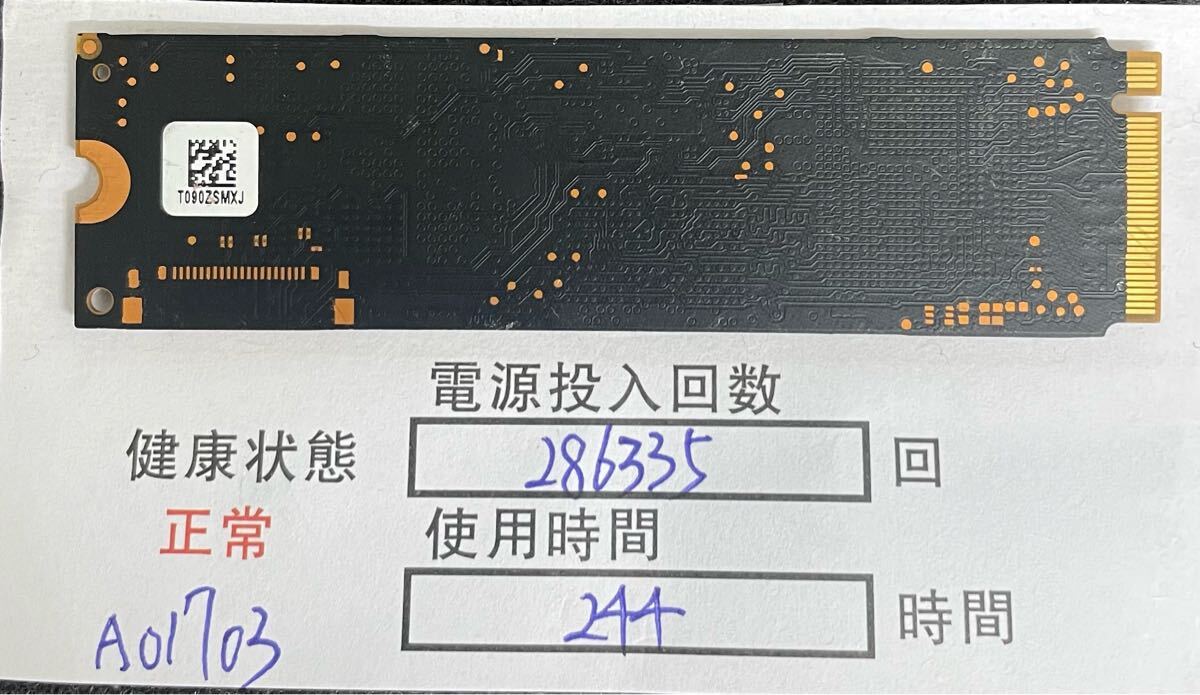 T090ZSMXJ
電源投入回数
健康状態 286335 回
正常 使用時間
A01703 244 時間